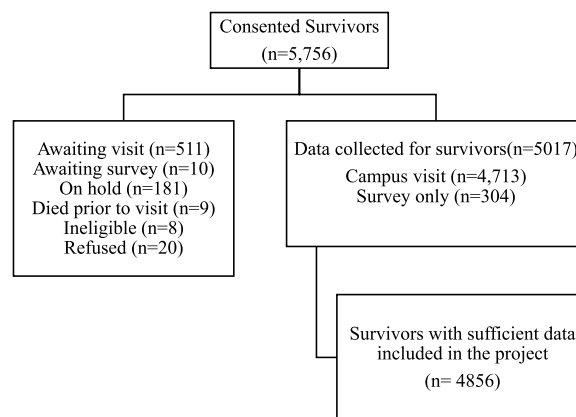 Consented Survivors
(n=5,756)
Awaiting visit (n=511)
Awaiting survey (n=10)
On hold (n=181)
Died prior to visit (n=9)
Ineligible (n=8)
Refused (n=20)
Data collected for survivors(n=5017)
Campus visit (n=4,713)
Survey only (n=304)
Survivors with sufficient data
included in the project
(n= 4856)